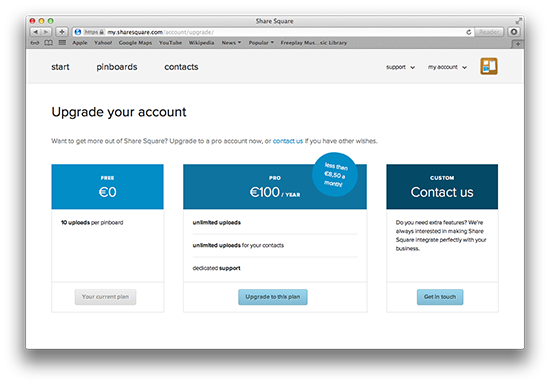 Share Square
https my.sharesquare.com/account/upgrade/
Reader
Apple Yahoo! Google Maps YouTube Wikipedia News Popular Freeplay Mus...sic Library
start pinboards contacts support my account
Upgrade your account
Want to get more out of Share Square? Upgrade to a pro account now, or contact us if you have other wishes.
FREE
€0
10 uploads per pinboard
Your current plan
PRO
€100 / YEAR
less than
€8,50 a
month!
unlimited uploads
unlimited uploads for your contacts
dedicated support
Upgrade to this plan
CUSTOM
Contact us
Do you need extra features? We're
always interested in making Share
Square integrate perfectly with your
business.
Get in touch